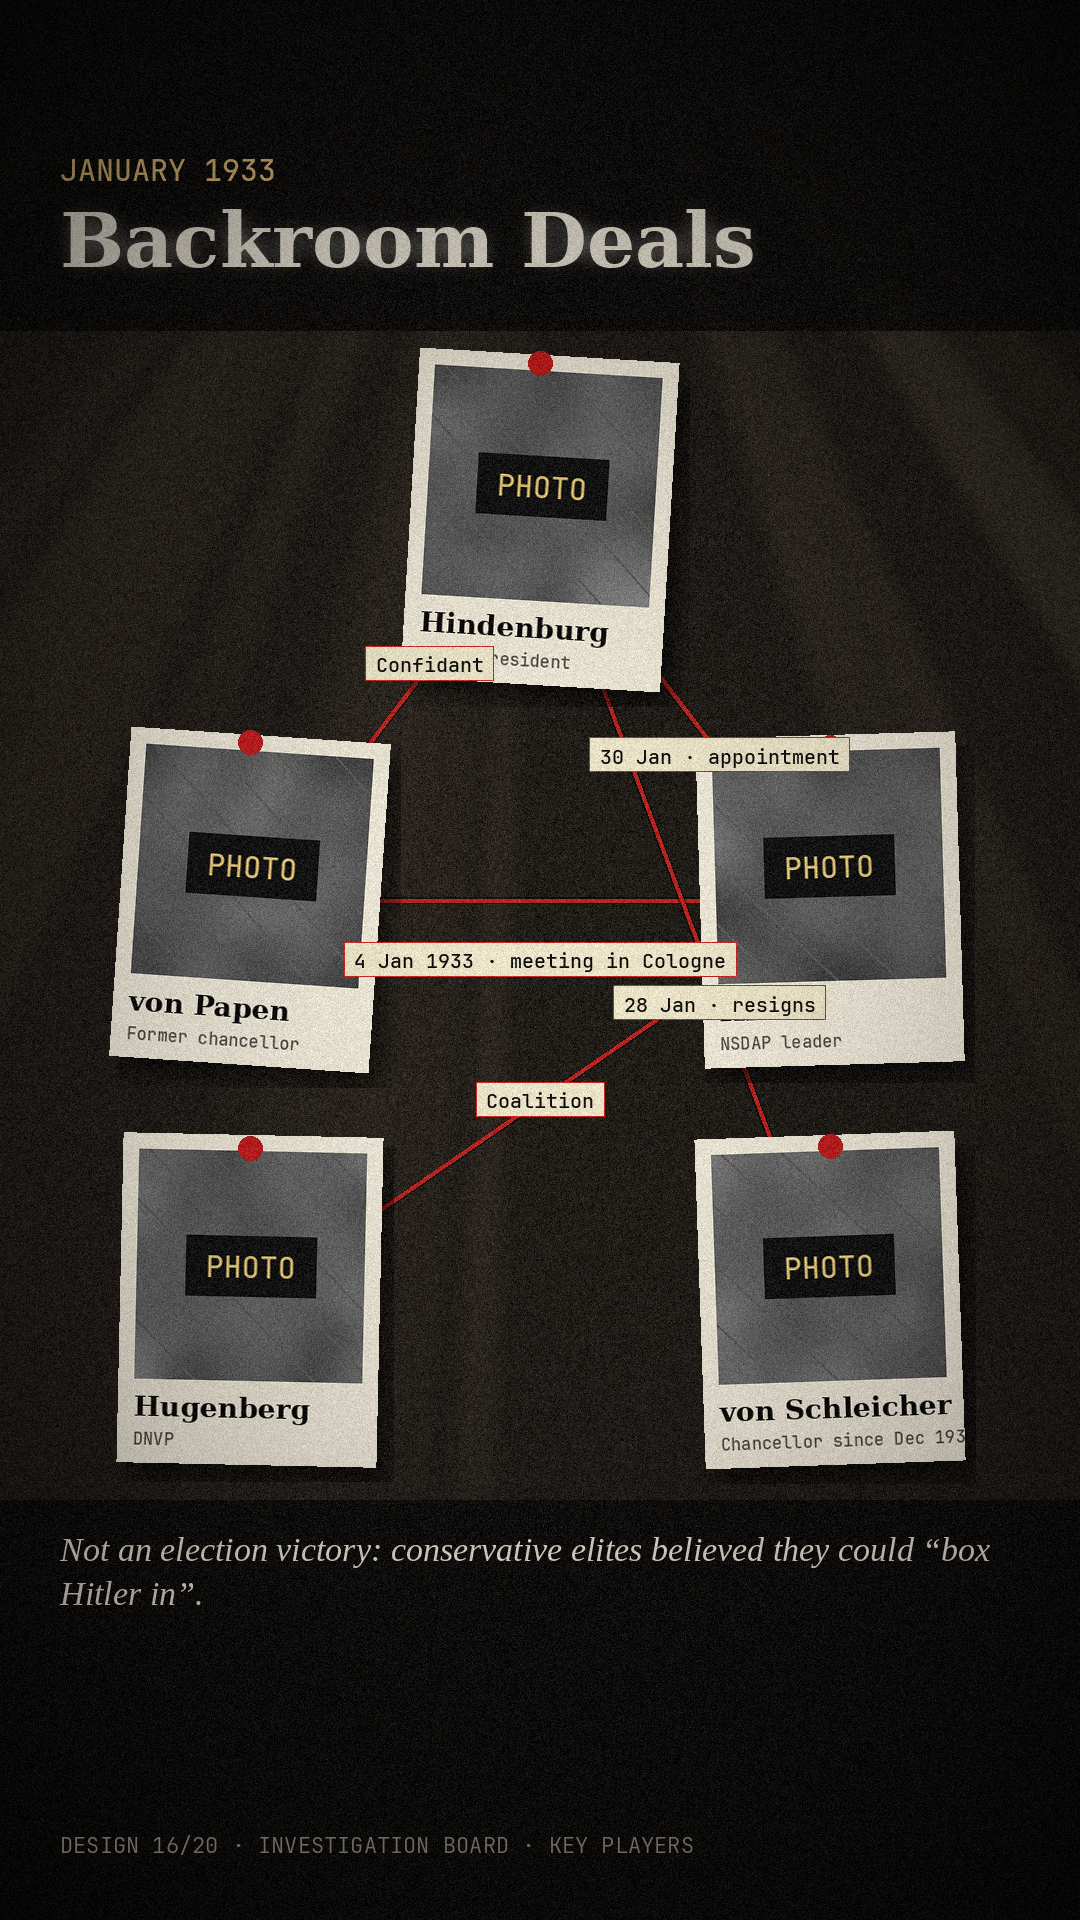 JANUARY 1933
Backroom Deals
PHOTO
Hindenburg
Confidant
30 Jan · appointment
PHOTO
PHOTO
4 Jan 1933 · meeting in Cologne
von Papen
28 Jan · resigns
Former chancellor
NSDAP leader
Coalition
PHOTO
PHOTO
Hugenberg
von Schleicher
DNVP
Chancellor since Dec 193
Not an election victory: conservative elites believed they could “box
Hitler in”.
DESIGN 16/20 · INVESTIGATION BOARD · KEY PLAYERS